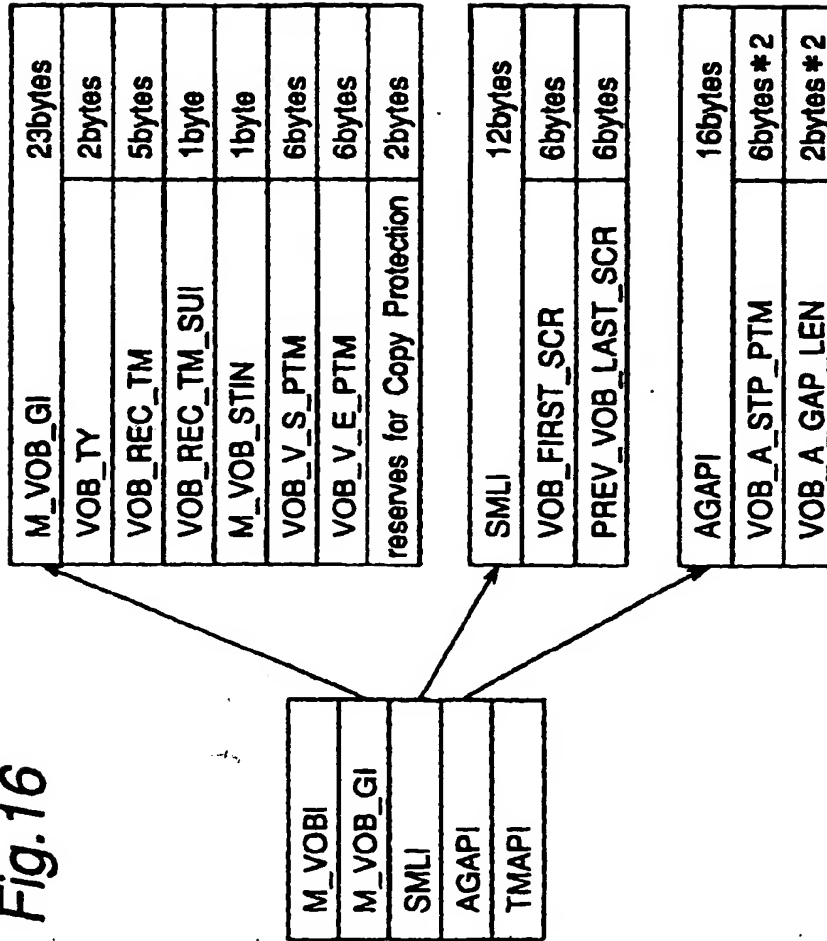 Fig.16
M_VOBI
M_VOB_GI
SMLI
AGAPI
TMAPI
M_VOB_GI 23bytes
VOB_TY 2bytes
VOB_REC_TM 5bytes
VOB_REC_TM_SUI 1byte
M_VOB_STIN 1byte
VOB_V_S_PTM 6bytes
VOB_V_E_PTM 6bytes
reserves for Copy Protection 2bytes
SMLI 12bytes
VOB_FIRST_SCR 6bytes
PREV_VOB_LAST_SCR 6bytes
AGAPI 16bytes
VOB_A_STP_PTM 6bytes*2
VOB_A_GAP_LEN 2bytes*2